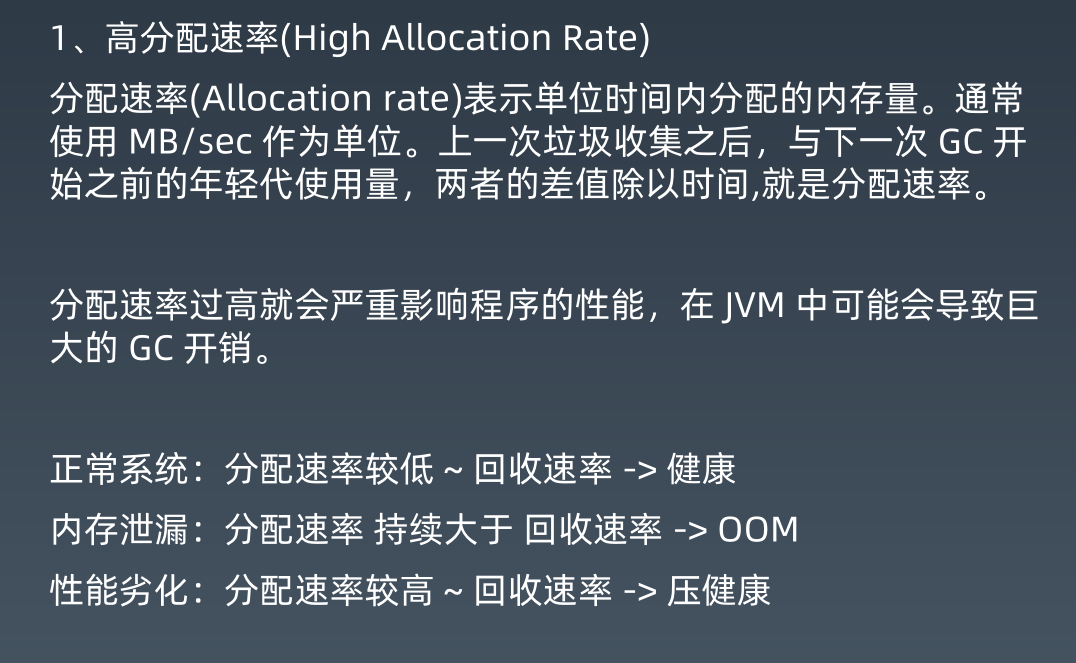 1、高分配速率(High Allocation Rate)
分配速率(Allocation rate)表示单位时间内分配的内存量。通常
使用 MB/sec 作为单位。上一次垃圾收集之后，与下一次 GC 开
始之前的年轻代使用量，两者的差值除以时间,就是分配速率。
分配速率过高就会严重影响程序的性能，在 JVM 中可能会导致巨
大的 GC 开销。
正常系统：分配速率较低 ~ 回收速率 -> 健康
内存泄漏：分配速率 持续大于 回收速率 -> OOM
性能劣化：分配速率较高 ~ 回收速率 -> 压健康